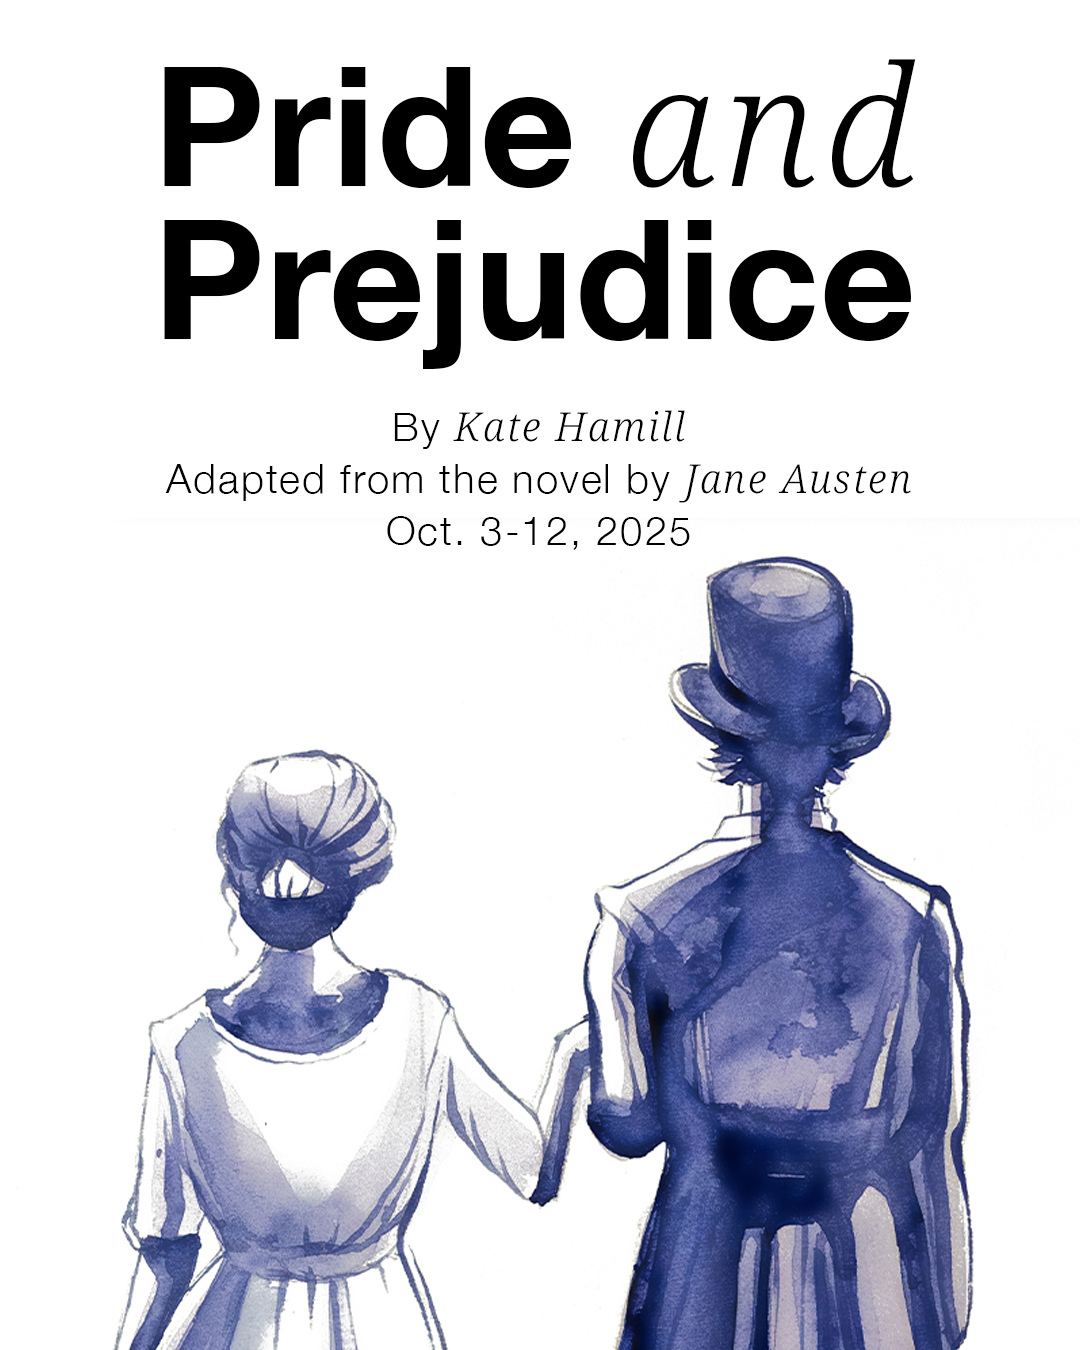 Pride and
Prejudice
By Kate Hamill
Adapted from the novel by Jane Austen
Oct. 3-12, 2025